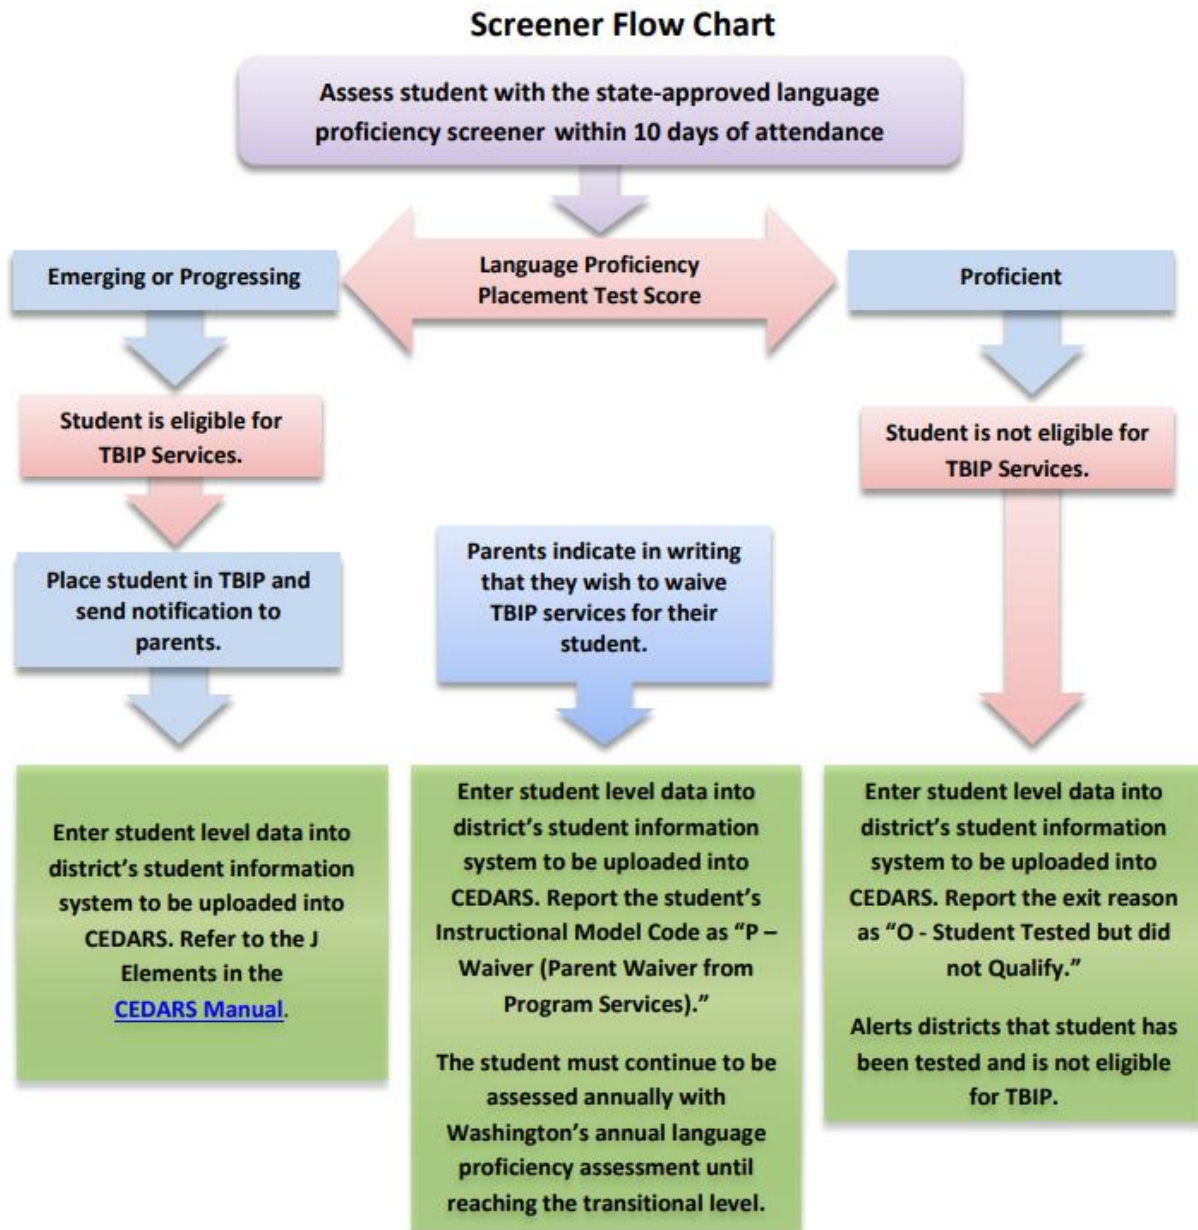 Screener Flow Chart
Assess student with the state-approved language
proficiency screener within 10 days of attendance
Language Proficiency
Placement Test Score
Emerging or Progressing
Student is eligible for
TBIP Services.
Place student in TBIP and
send notification to
parents.
Enter student level data into
district’s student information
system to be uploaded into
CEDARS. Refer to the J
Elements in the
CEDARS Manual.
Parents indicate in writing
that they wish to waive
TBIP services for their
student.
Enter student level data into
district’s student information
system to be uploaded into
CEDARS. Report the student’s
Instructional Model Code as “P –
Waiver (Parent Waiver from
Program Services).”
The student must continue to be
assessed annually with
Washington’s annual language
proficiency assessment until
reaching the transitional level.
Proficient
Student is not eligible for
TBIP Services.
Enter student level data into
district’s student information
system to be uploaded into
CEDARS. Report the exit reason
as “O - Student Tested but did
not Qualify.”
Alerts districts that student has
been tested and is not eligible
for TBIP.